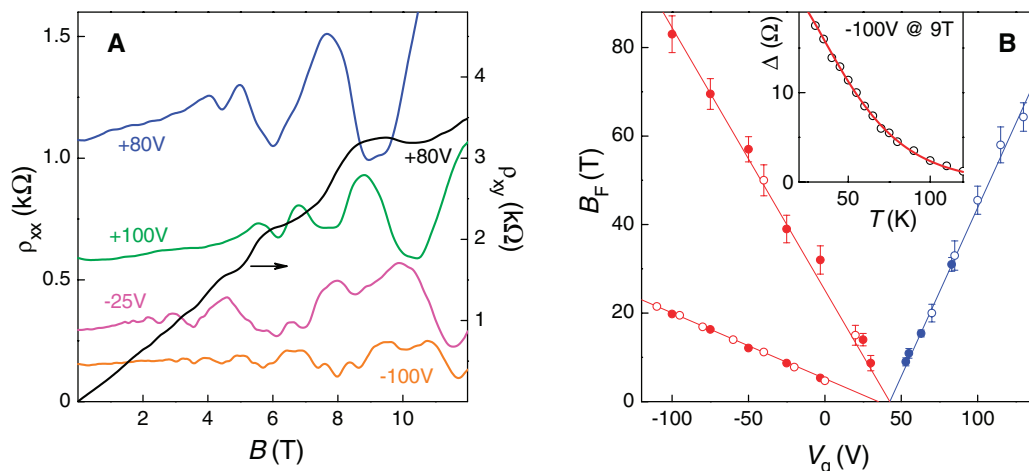 A
1.5
1.0
0.5
0
ρxx (kΩ)
+80V
+100V
-25V
-100V
+80V
4
3
2
1
ρxy (kΩ)
2 4 6 8 10
B (T)
B
80
60
40
20
0
BF (T)
-100V @ 9T
Δ (Ω)
10
0
50 100
T (K)
-100 -50 0 50 100
Vg (V)